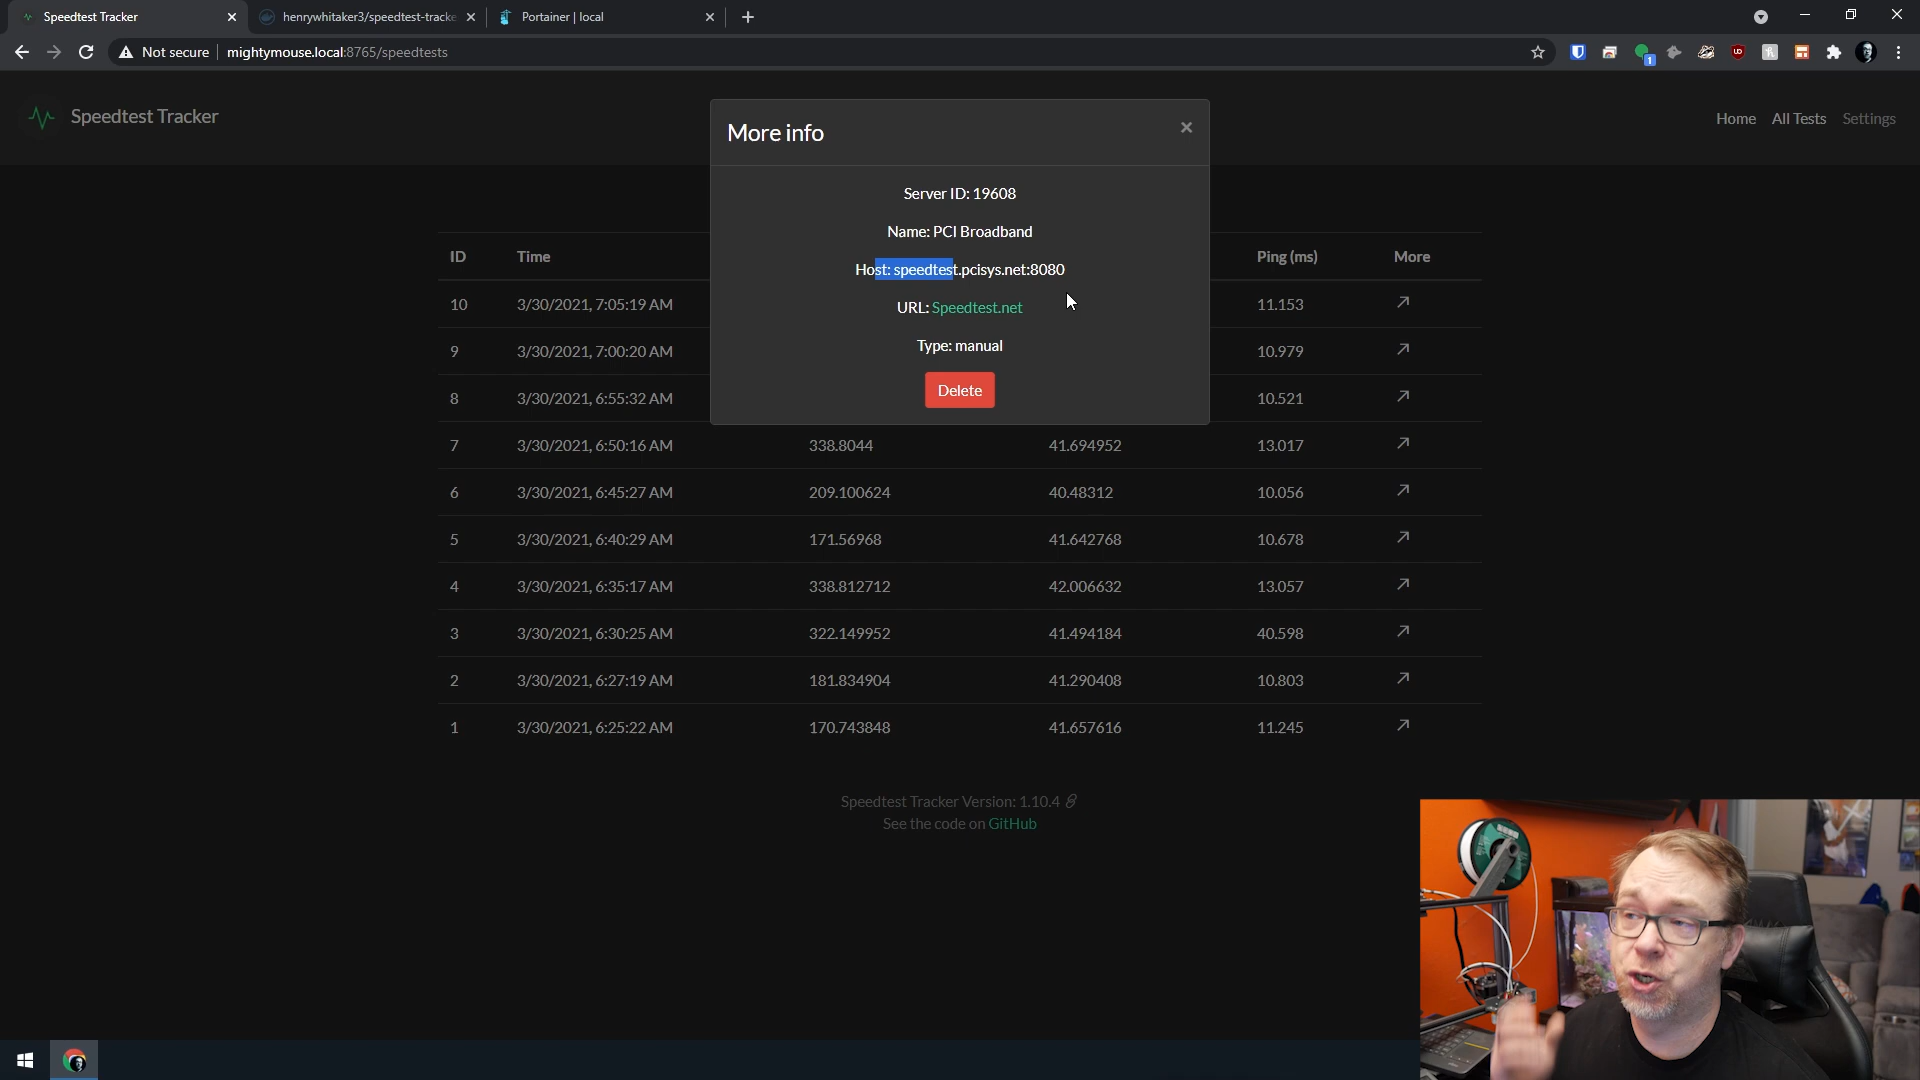 Speedtest Tracker
henrywhitaker3/speedtest-tracke
Portainer | local
Not secure
mightymouse.local:8765/speedtests
1
Speedtest Tracker
Home
All Tests
Settings
More info
×
Server ID: 19608
Name: PCI Broadband
Host: speedtest.pcisys.net:8080
URL: Speedtest.net
Type: manual
Delete
ID Time Ping (ms) More
10 3/30/2021, 7:05:19 AM 11.153
9 3/30/2021, 7:00:20 AM 10.979
8 3/30/2021, 6:55:32 AM 10.521
7 3/30/2021, 6:50:16 AM 338.8044 41.694952 13.017
6 3/30/2021, 6:45:27 AM 209.100624 40.48312 10.056
5 3/30/2021, 6:40:29 AM 171.56968 41.642768 10.678
4 3/30/2021, 6:35:17 AM 338.812712 42.006632 13.057
3 3/30/2021, 6:30:25 AM 322.149952 41.494184 40.598
2 3/30/2021, 6:27:19 AM 181.834904 41.290408 10.803
1 3/30/2021, 6:25:22 AM 170.743848 41.657616 11.245
Speedtest Tracker Version: 1.10.4
See the code on GitHub